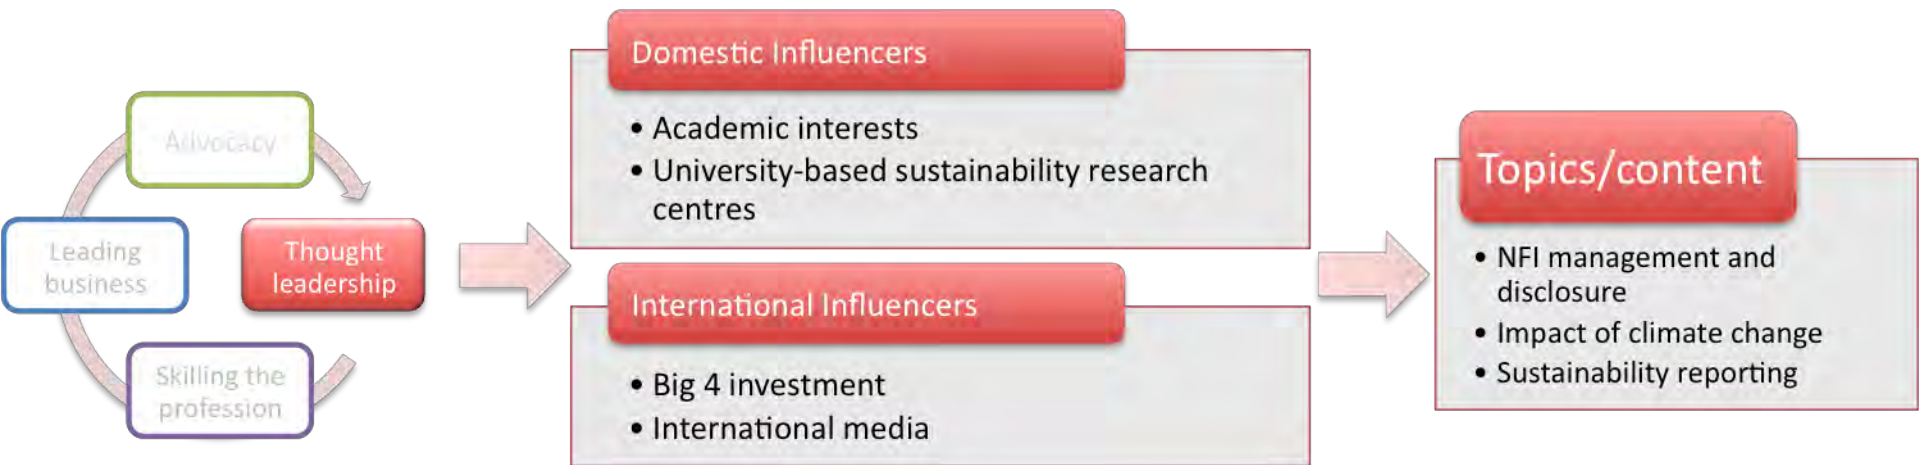 Advocacy
Leading
business
Thought
leadership
Skilling the
profession
Domestic Influencers
• Academic interests
• University-based sustainability research
centres
International Influencers
• Big 4 investment
• International media
Topics/content
• NFI management and
disclosure
• Impact of climate change
• Sustainability reporting